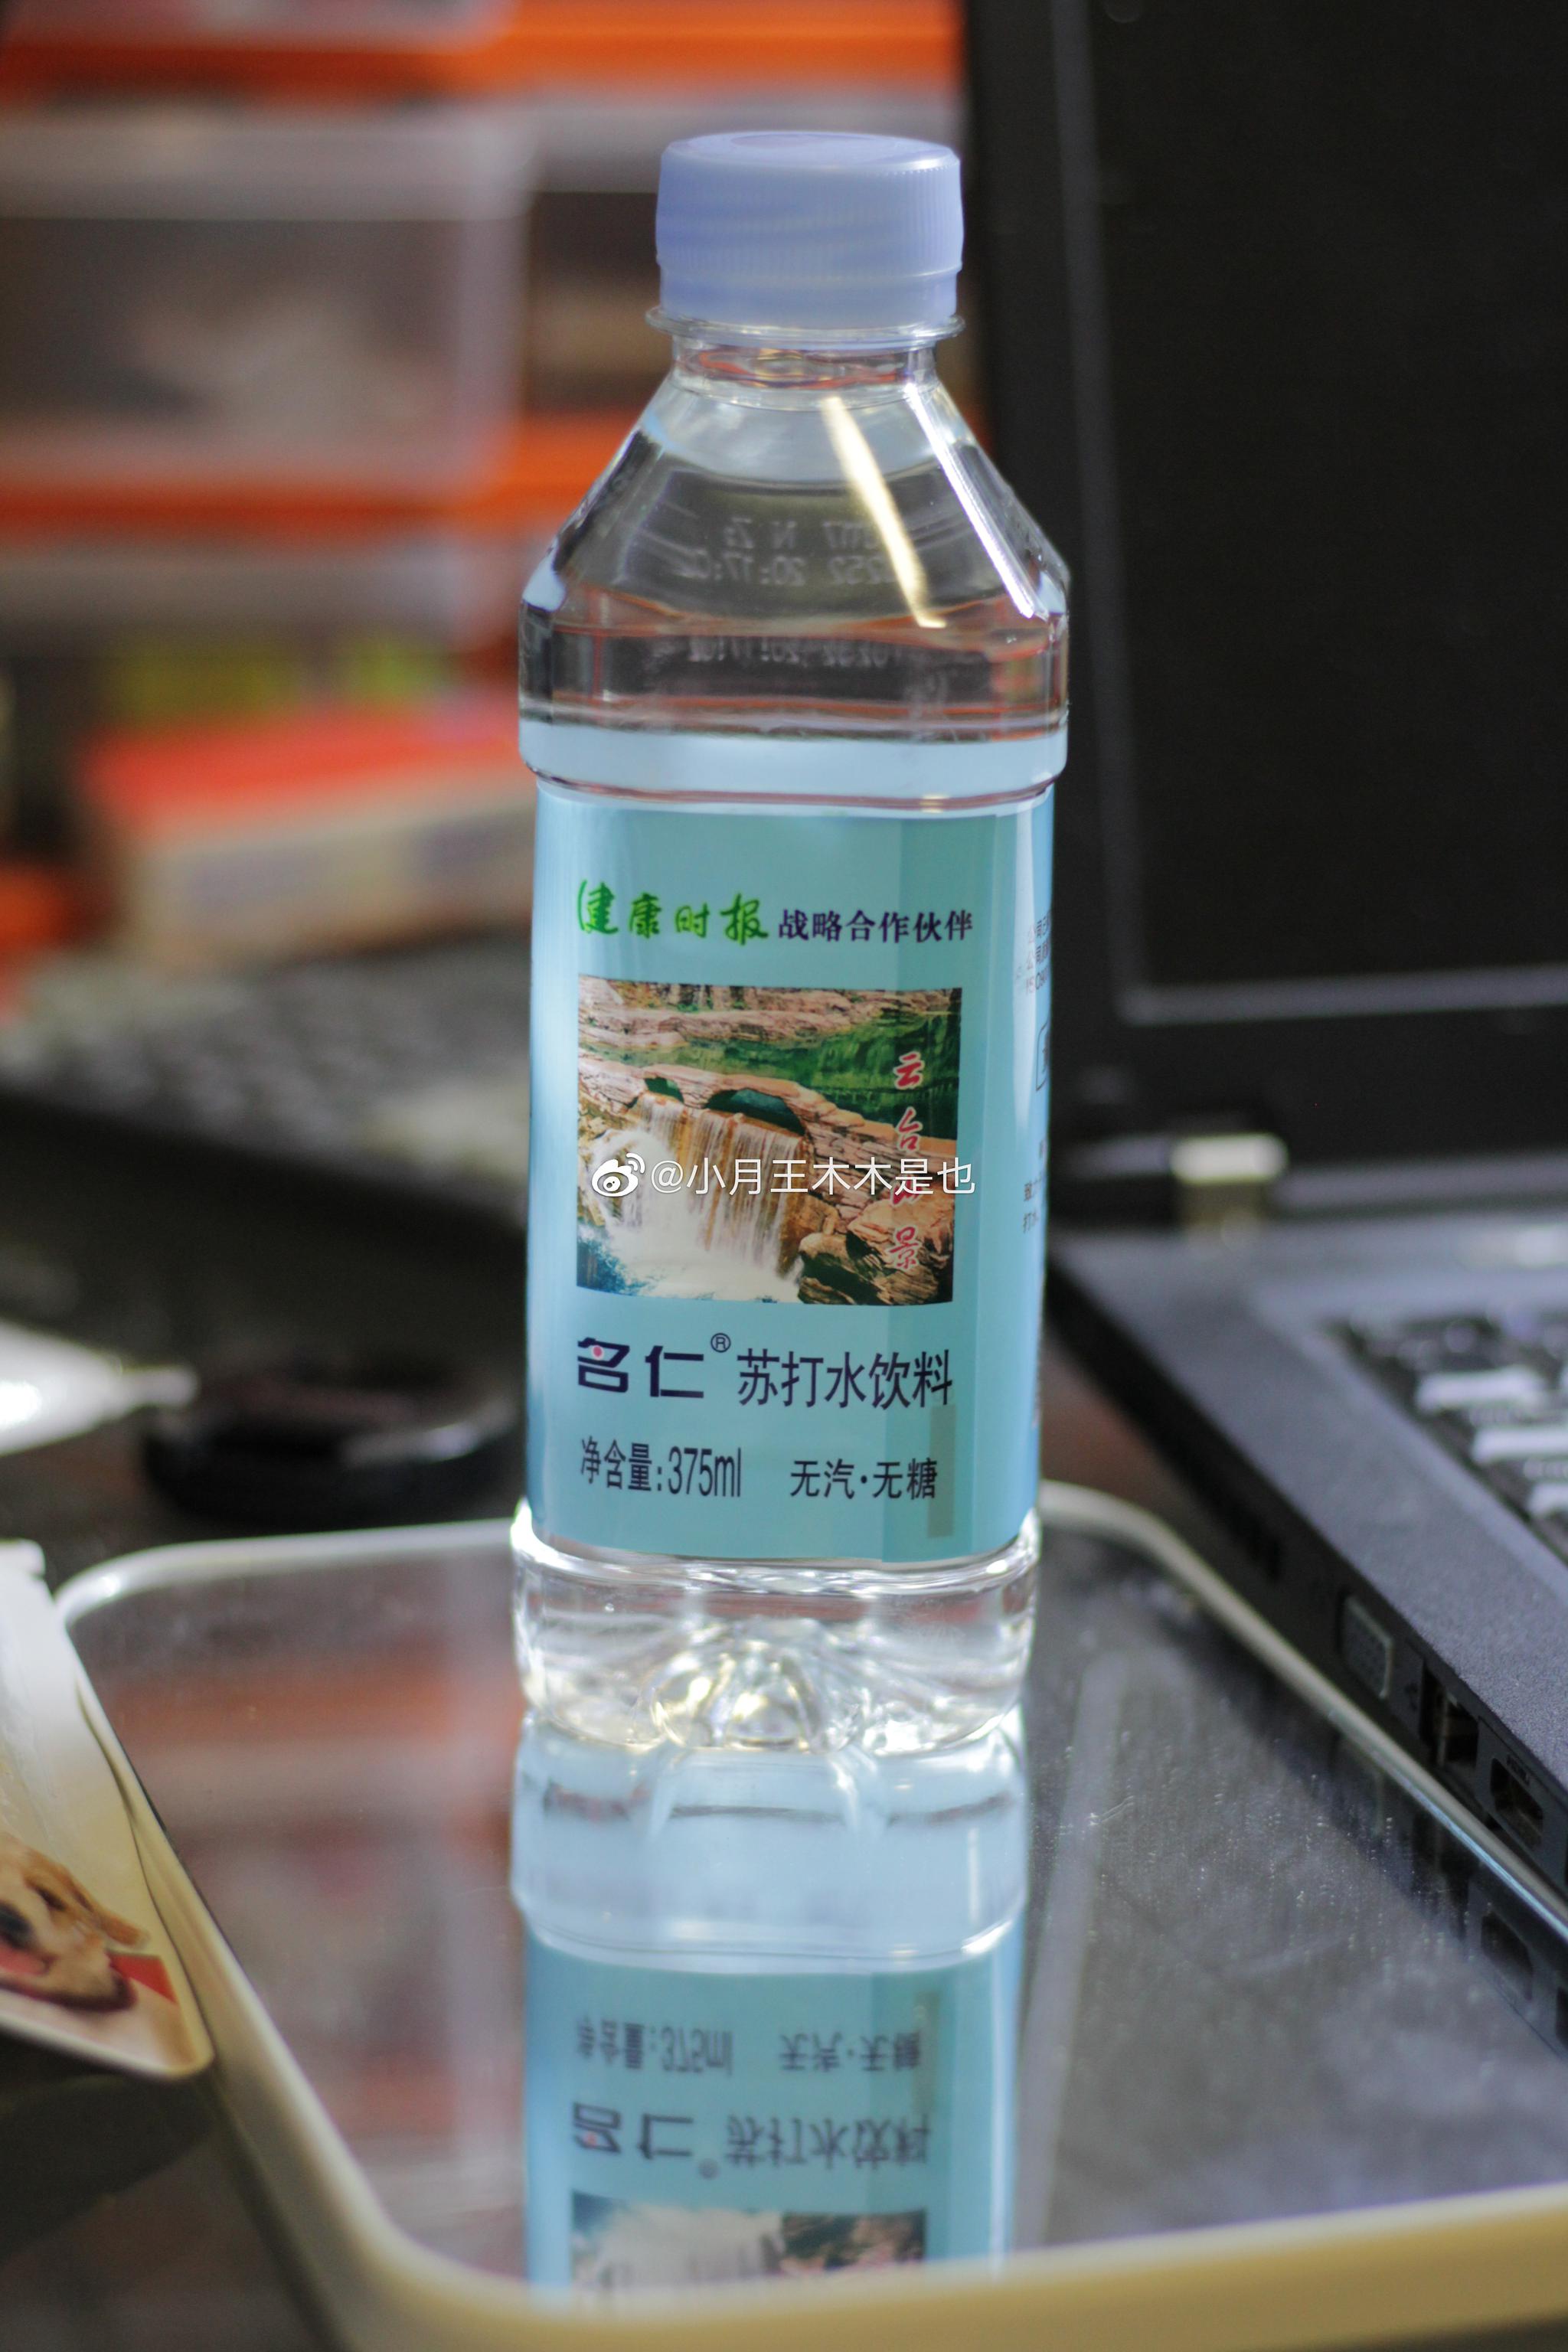 健康时报 战略合作伙伴
云台山景
@小月王木木是也
名仁® 苏打水饮料
净含量:375ml 无汽·无糖